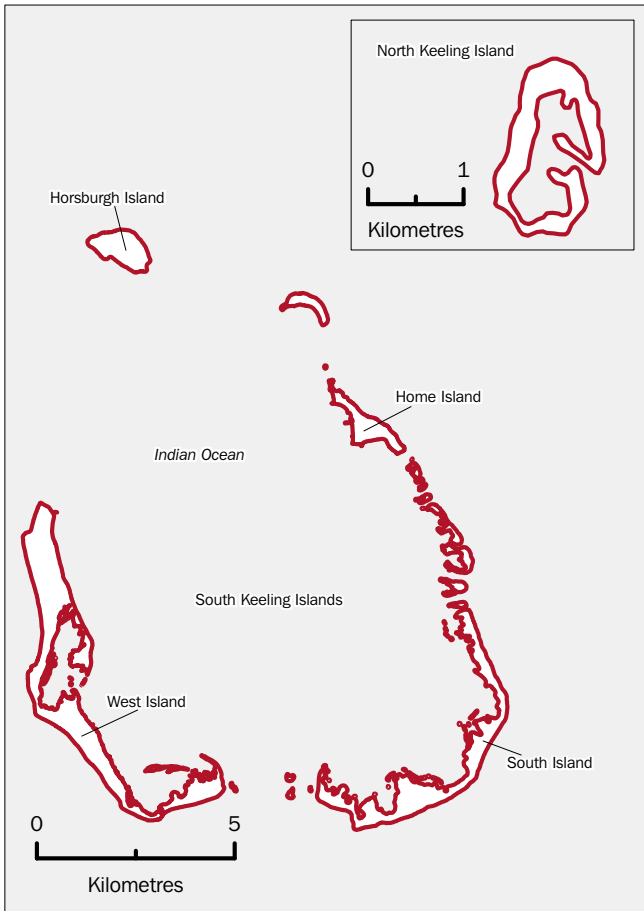 North Keeling Island
0 1
Kilometres
Horsburgh Island
Home Island
Indian Ocean
South Keeling Islands
West Island
South Island
0 5
Kilometres